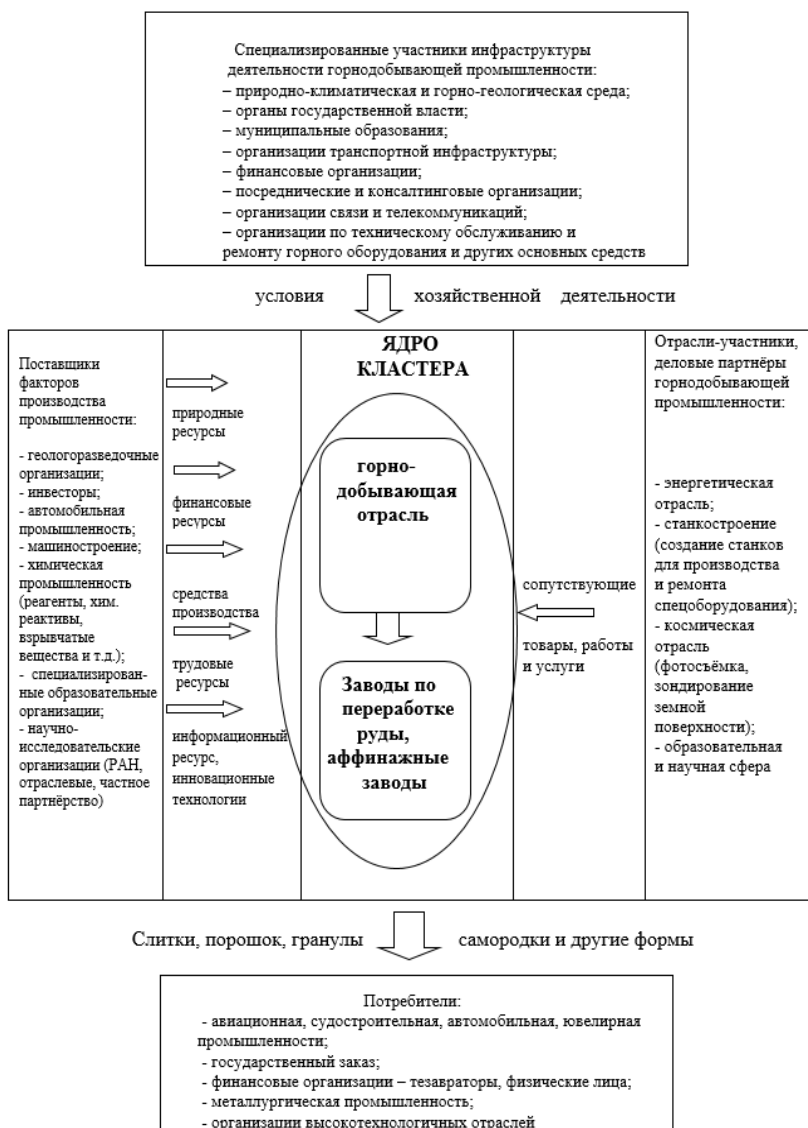 Специализированные участники инфраструктуры
деятельности горнодобывающей промышленности:
– природно-климатическая и горно-геологическая среда;
– органы государственной власти;
– муниципальные образования;
– организации транспортной инфраструктуры;
– финансовые организации;
– посреднические и консалтинговые организации;
– организации связи и телекоммуникаций;
– организации по техническому обслуживанию и
ремонту горного оборудования и других основных средств
условия хозяйственной деятельности
Поставщики
факторов
производства
промышленности:
- геологоразведочные
организации;
- инвесторы;
- автомобильная
промышленность;
- машиностроение;
- химическая
промышленность
(реагенты, хим.
реактивы,
взрывчатые
вещества и т.д.);
- специализирован-
ные образовательные
организации;
- научно-
исследовательские
организации (РАН,
отраслевые, частное
партнёрство)
природные
ресурсы
финансовые
ресурсы
средства
производства
трудовые
ресурсы
информационный
ресурс,
инновационные
технологии
ЯДРО
КЛАСТЕРА
горно-
добывающая
отрасль
Заводы по
переработке
руды,
аффинажные
заводы
сопутствующие
товары, работы
и услуги
Отрасли-участники,
деловые партнёры
горнодобывающей
промышленности:
- энергетическая
отрасль;
- станкостроение
(создание станков
для производства
и ремонта
спецоборудования);
- космическая
отрасль
(фотосъёмка,
зондирование
земной
поверхности);
- образовательная
и научная сфера
Слитки, порошок, гранулы самородки и другие формы
Потребители:
- авиационная, судостроительная, автомобильная, ювелирная
промышленности;
- государственный заказ;
- финансовые организации – тезавраторы, физические лица;
- металлургическая промышленность;
- организации высокотехнологичных отраслей